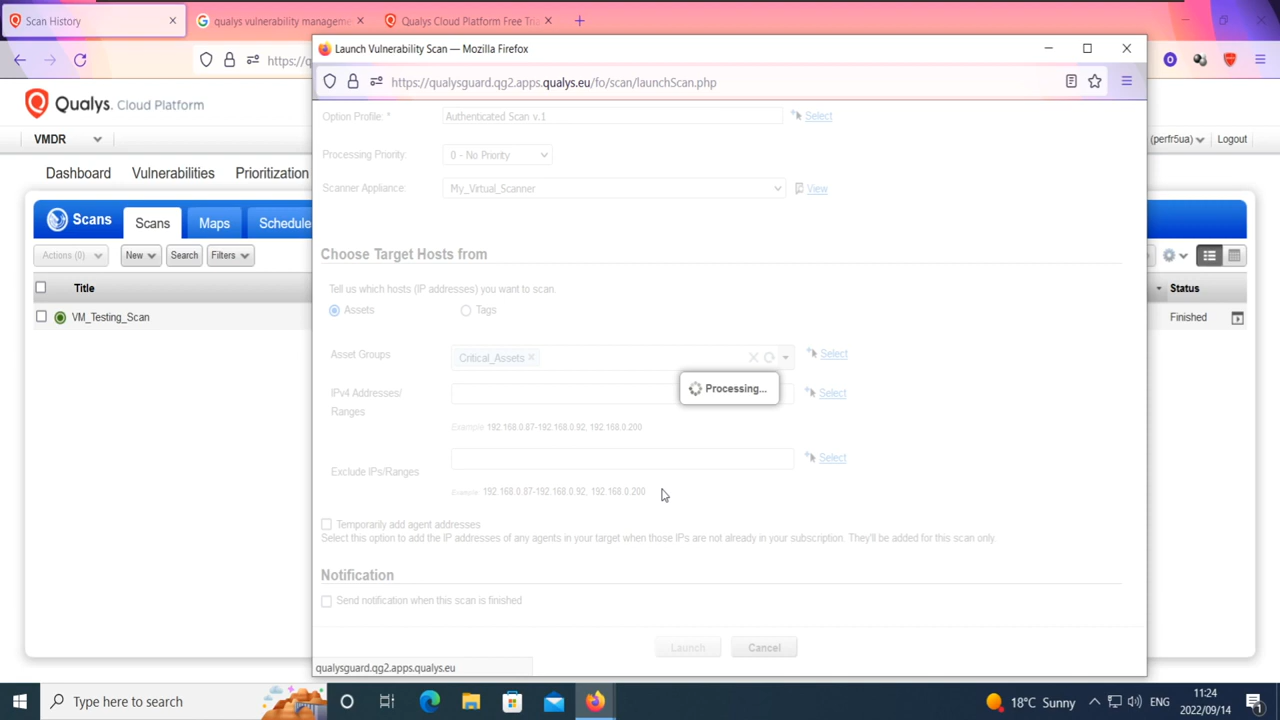 Scan History
qualys vulnerability manageme
Qualys Cloud Platform Free Tria
Launch Vulnerability Scan — Mozilla Firefox
https://q
https://qualysguard.qg2.apps.qualys.eu/fo/scan/launchScan.php
Qualys. Cloud Platform
VMDR
(perfr5ua)
Logout
Dashboard
Vulnerabilities
Prioritization
Scans
Scans
Maps
Schedule
Actions (0)
New
Search
Filters
Title
Status
VM_Testing_Scan
Finished
Option Profile: *
Authenticated Scan v.1
Select
Processing Priority:
0 - No Priority
Scanner Appliance:
My_Virtual_Scanner
View
Choose Target Hosts from
Tell us which hosts (IP addresses) you want to scan.
Assets
Tags
Asset Groups
Critical_Assets
Select
Processing...
IPv4 Addresses/
Ranges
Select
Example: 192.168.0.87-192.168.0.92, 192.168.0.200
Exclude IPs/Ranges
Select
Example: 192.168.0.87-192.168.0.92, 192.168.0.200
Temporarily add agent addresses
Select this option to add the IP addresses of any agents in your target when those IPs are not already in your subscription. They'll be added for this scan only.
Notification
Send notification when this scan is finished
Launch
Cancel
qualysguard.qg2.apps.qualys.eu
Type here to search
18°C Sunny
ENG
11:24
2022/09/14
1